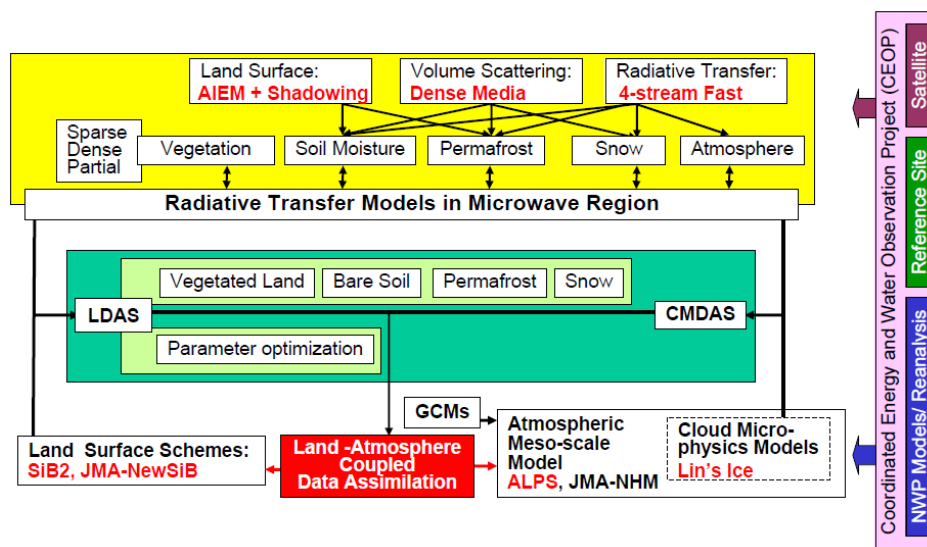 Land Surface:
AIEM + Shadowing
Volume Scattering:
Dense Media
Radiative Transfer:
4-stream Fast
Sparse
Dense
Partial
Vegetation
Soil Moisture
Permafrost
Snow
Atmosphere
Radiative Transfer Models in Microwave Region
Vegetated Land
Bare Soil
Permafrost
Snow
LDAS
CMDAS
Parameter optimization
GCMs
Land Surface Schemes:
SiB2, JMA-NewSiB
Land -Atmosphere
Coupled
Data Assimilation
Atmospheric
Meso-scale
Model
ALPS, JMA-NHM
Cloud Micro-
physics Models
Lin's Ice
Coordinated Energy and Water Observation Project (CEOP)
Satellite
Reference Site
NWP Models/ Reanalysis